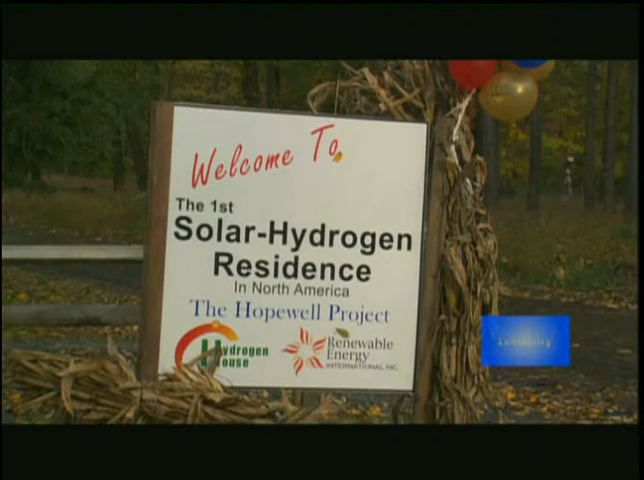 Welcome To
The 1st
Solar-Hydrogen
Residence
In North America
The Hopewell Project
Hydrogen
House
Renewable
Energy
INTERNATIONAL INC.